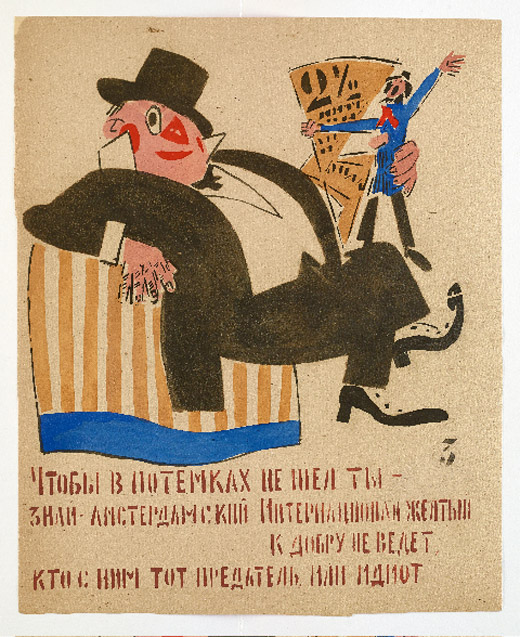 2%
3
Чтобы в потемках не шел ты –
знай. Амстердамский Интернационал желтый
к добру не ведет.
кто с ним тот предатель или идиот